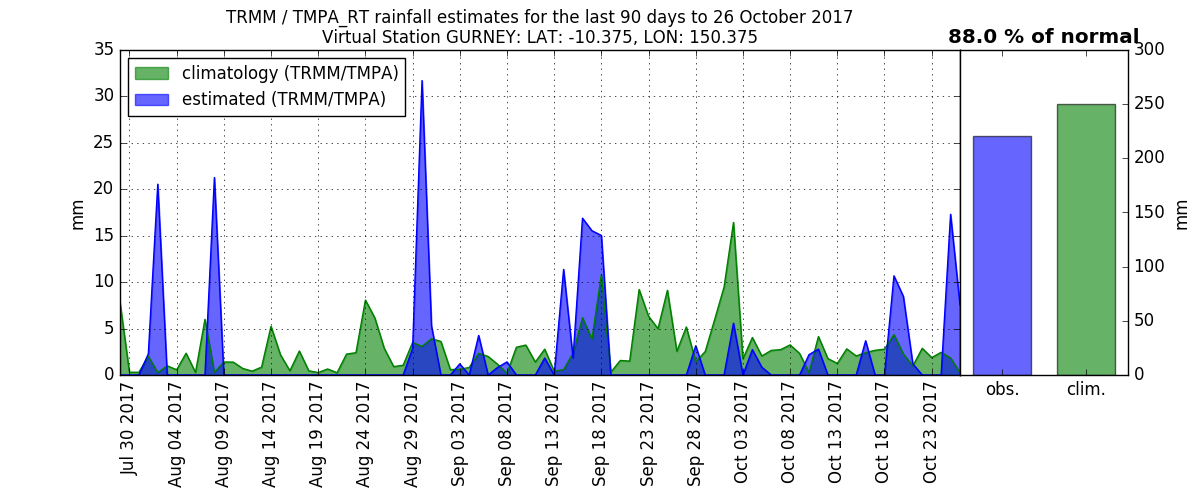 TRMM / TMPA_RT rainfall estimates for the last 90 days to 26 October 2017
Virtual Station GURNEY: LAT: -10.375, LON: 150.375
88.0 % of normal
climatology (TRMM/TMPA)
estimated (TRMM/TMPA)
35
30
25
20
15
10
5
0
mm
Jul 30 2017
Aug 04 2017
Aug 09 2017
Aug 14 2017
Aug 19 2017
Aug 24 2017
Aug 29 2017
Sep 03 2017
Sep 08 2017
Sep 13 2017
Sep 18 2017
Sep 23 2017
Sep 28 2017
Oct 03 2017
Oct 08 2017
Oct 13 2017
Oct 18 2017
Oct 23 2017
obs.
clim.
300
250
200
150
100
50
0
mm